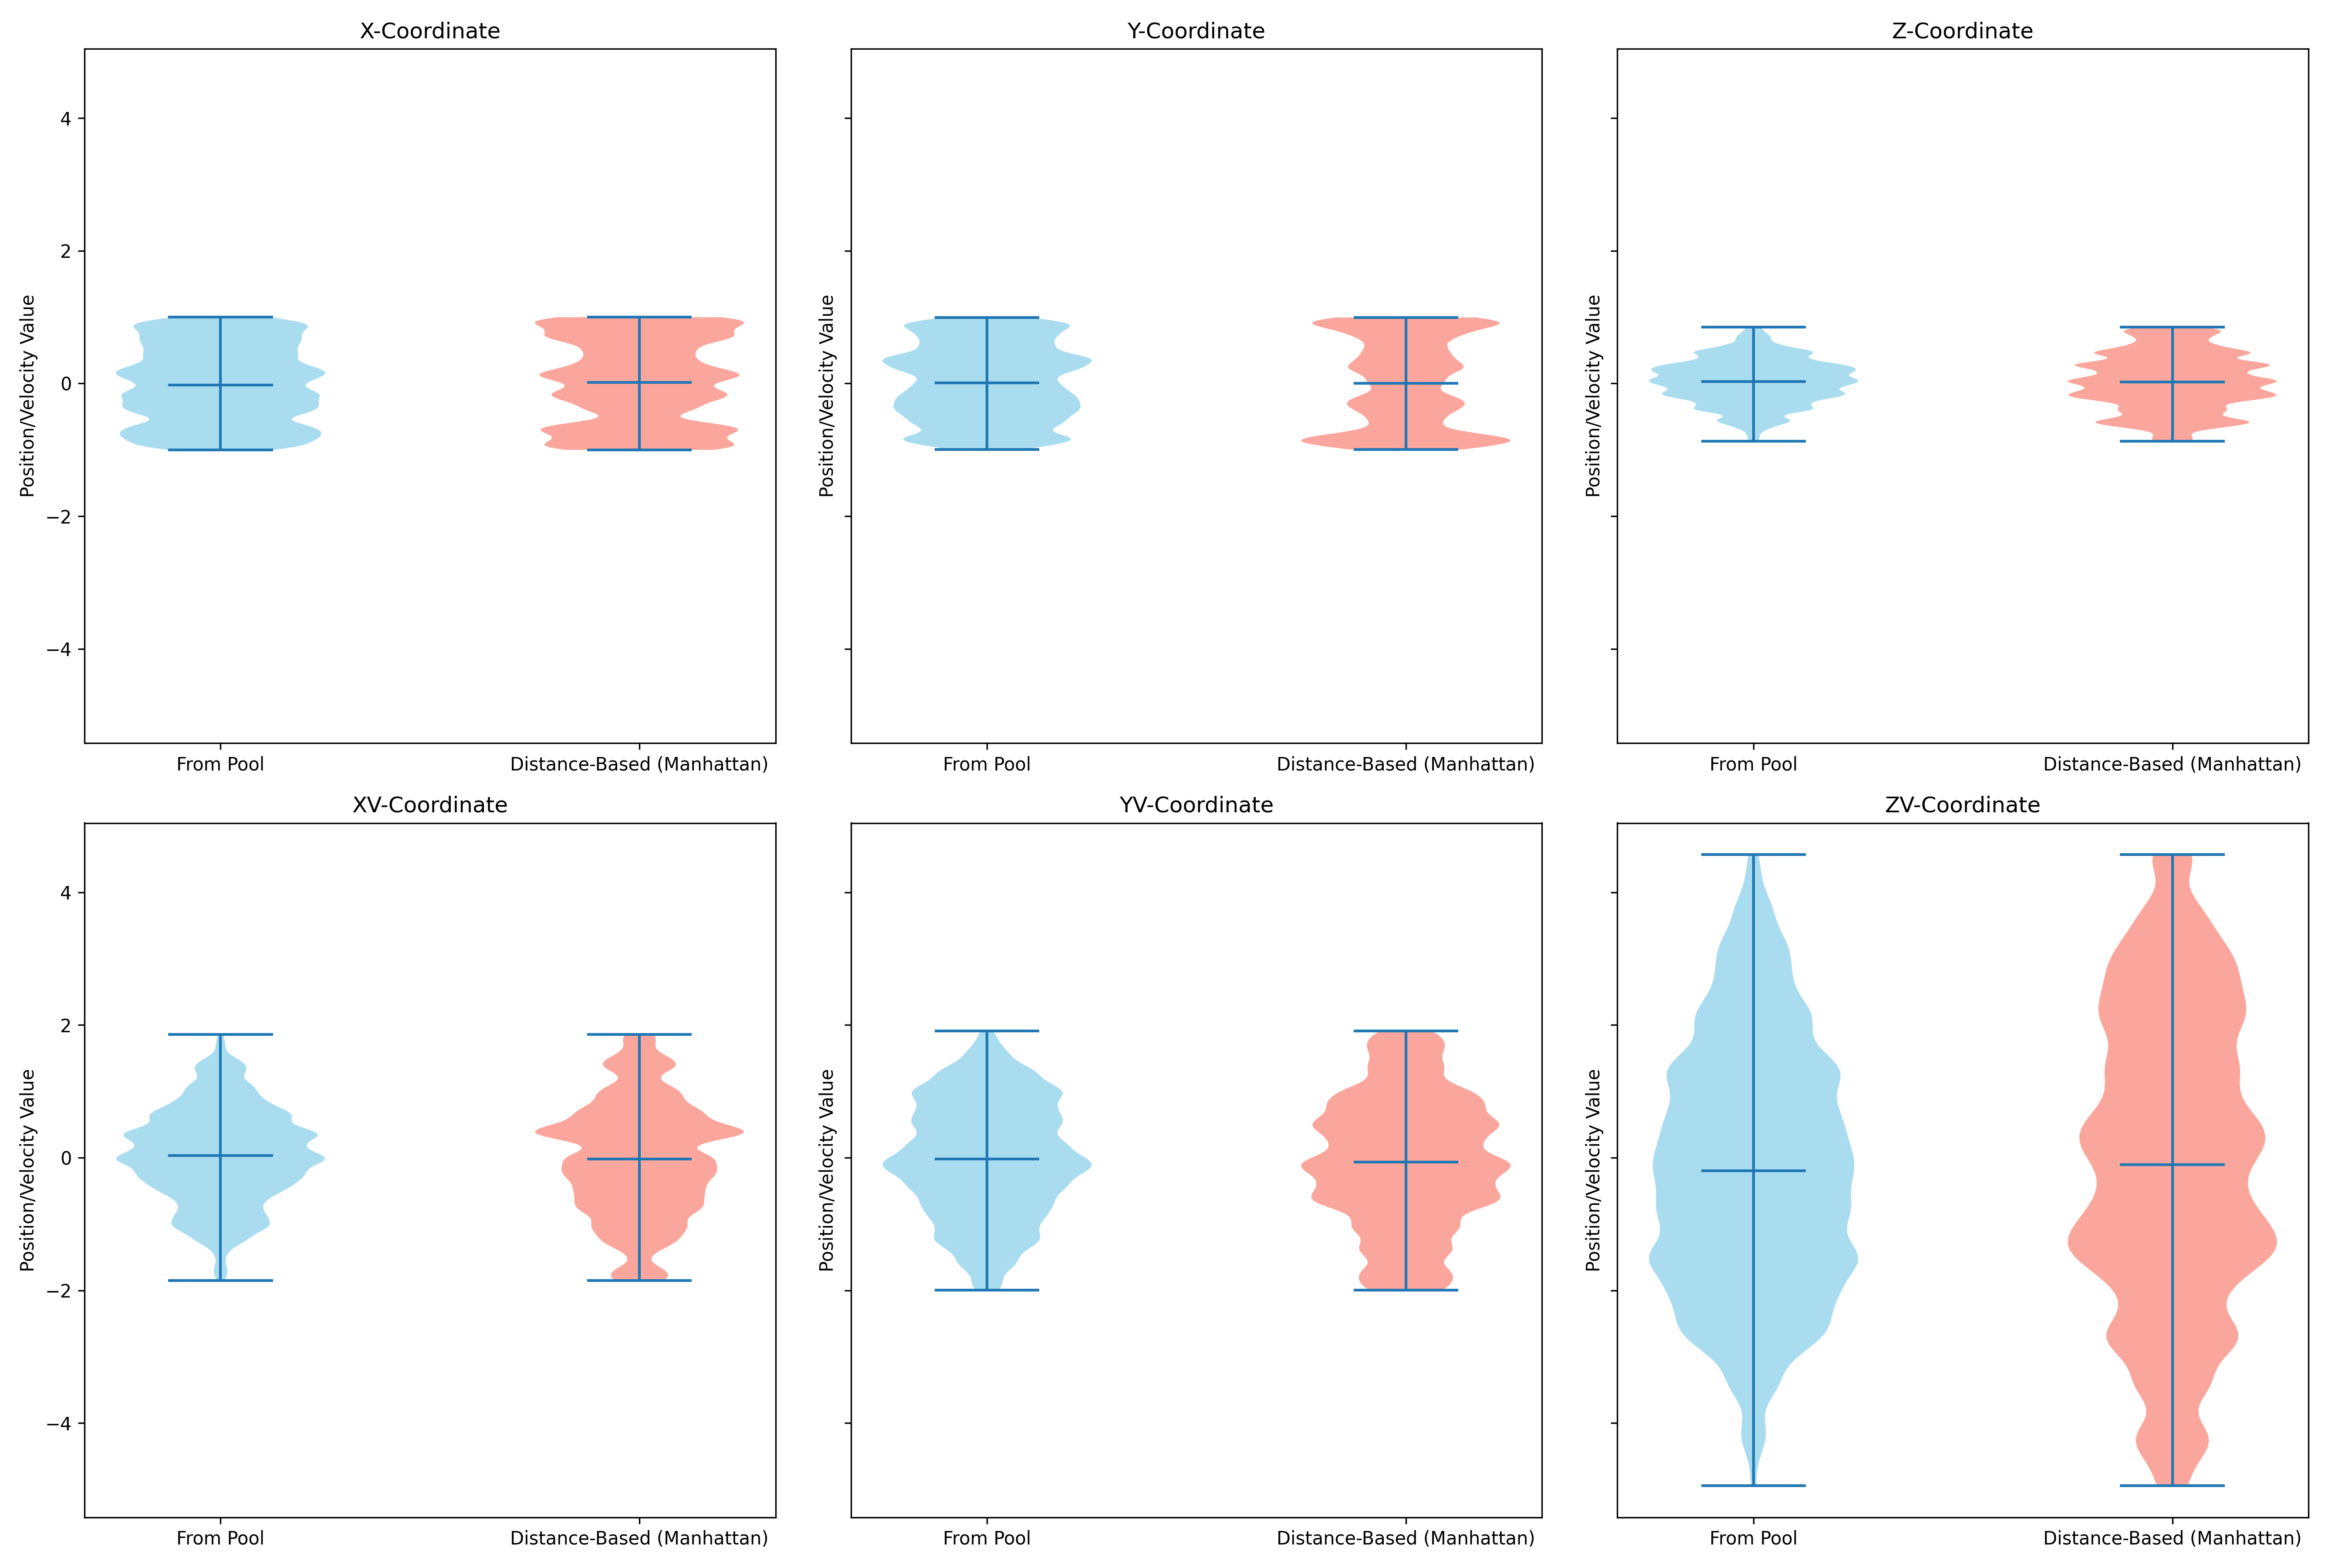 X-Coordinate
Y-Coordinate
Z-Coordinate
Position/Velocity Value
4
2
0
−2
−4
From Pool
Distance-Based (Manhattan)
Position/Velocity Value
From Pool
Distance-Based (Manhattan)
Position/Velocity Value
From Pool
Distance-Based (Manhattan)
XV-Coordinate
YV-Coordinate
ZV-Coordinate
Position/Velocity Value
4
2
0
−2
−4
From Pool
Distance-Based (Manhattan)
Position/Velocity Value
From Pool
Distance-Based (Manhattan)
Position/Velocity Value
From Pool
Distance-Based (Manhattan)